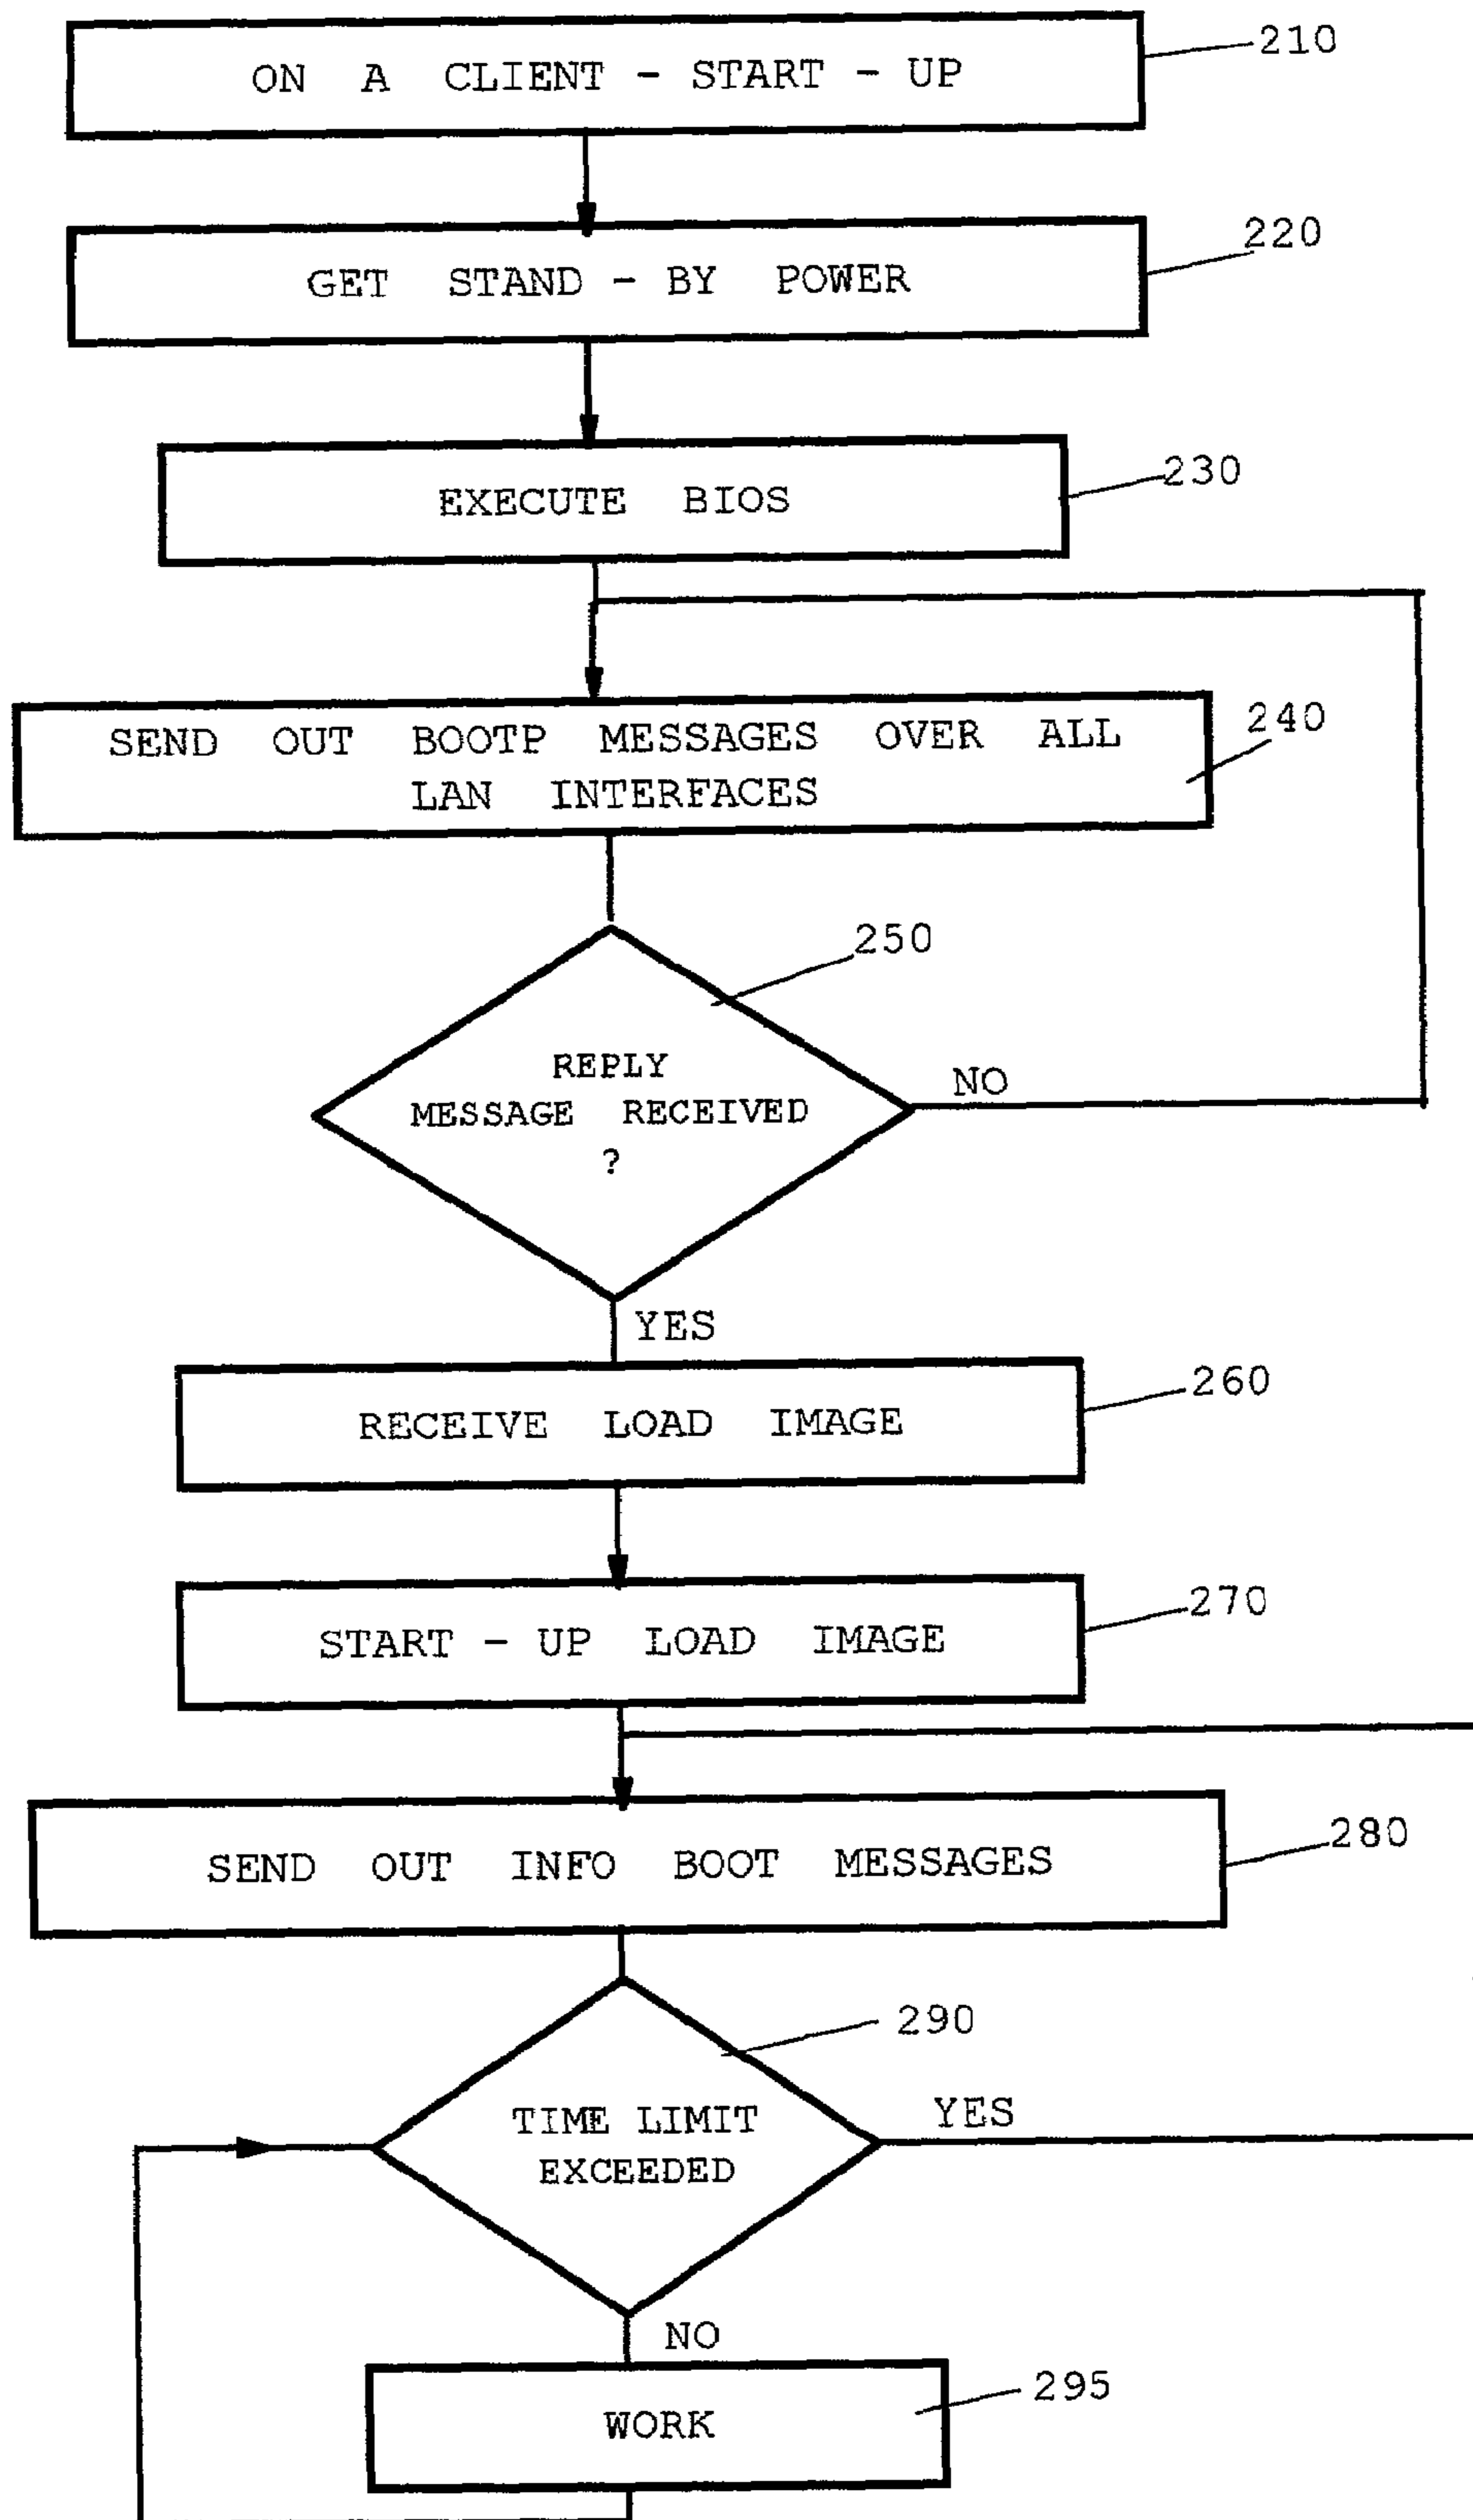 ON A CLIENT - START - UP
210
GET STAND - BY POWER
220
EXECUTE BIOS
230
SEND OUT BOOTP MESSAGES OVER ALL
LAN INTERFACES
240
250
REPLY
MESSAGE RECEIVED
?
NO
YES
RECEIVE LOAD IMAGE
260
START - UP LOAD IMAGE
270
SEND OUT INFO BOOT MESSAGES
280
290
TIME LIMIT
EXCEEDED
YES
NO
WORK
295